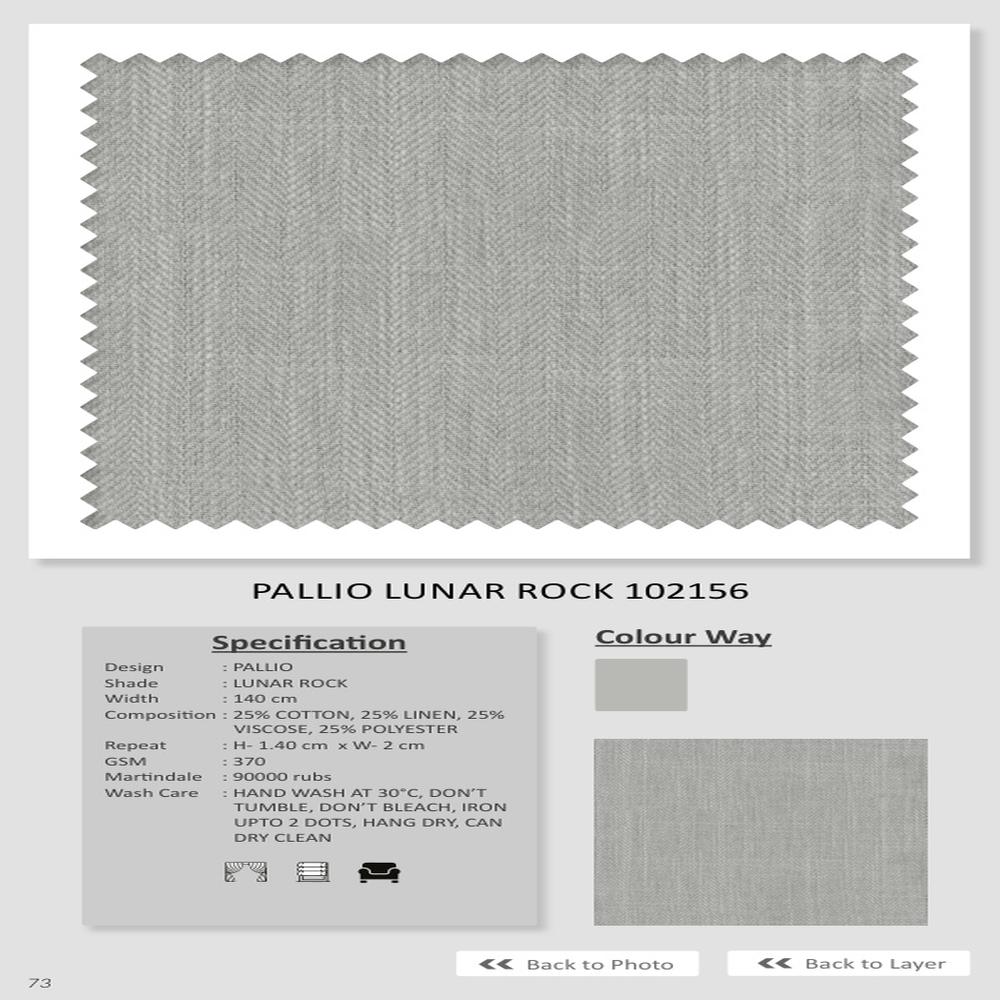 PALLIO LUNAR ROCK 102156
Specification
Design : PALLIO
Shade : LUNAR ROCK
Width : 140 cm
Composition : 25% COTTON, 25% LINEN, 25%
VISCOSE, 25% POLYESTER
Repeat : H- 1.40 cm x W- 2 cm
GSM : 370
Martindale : 90000 rubs
Wash Care : HAND WASH AT 30°C, DON’T
TUMBLE, DON’T BLEACH, IRON
UPTO 2 DOTS, HANG DRY, CAN
DRY CLEAN
Colour Way
Back to Photo
Back to Layer
73